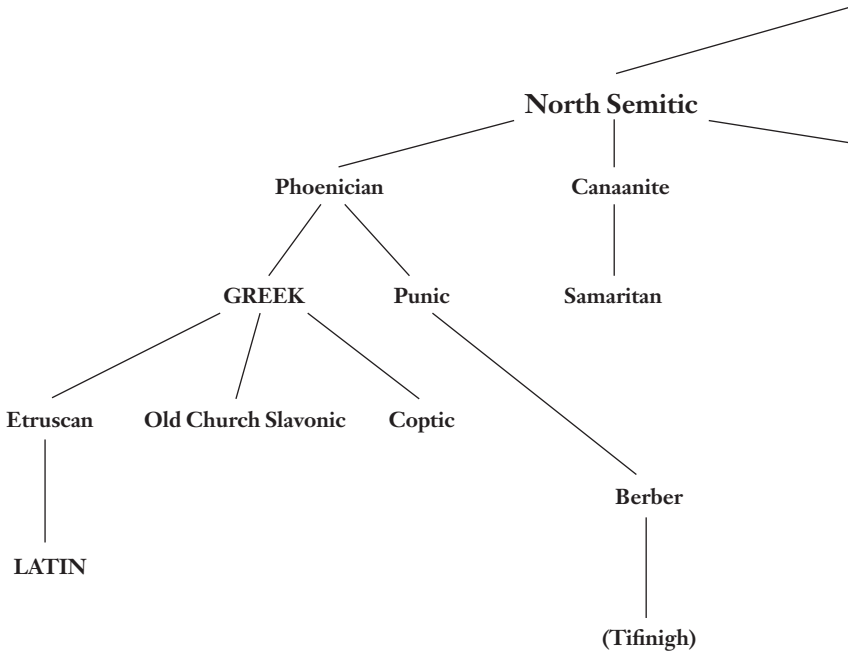 North Semitic
Phoenician Canaanite
GREEK Punic Samaritan
Etruscan Old Church Slavonic Coptic
Berber
LATIN
(Tifinigh)